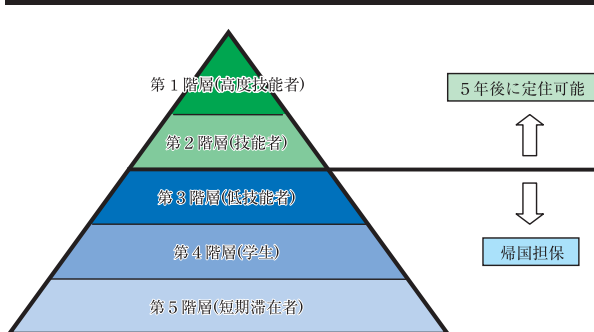 第1階層(高度技能者)
5年後に定住可能
第2階層(技能者)
第3階層(低技能者)
第4階層(学生)
帰国担保
第5階層(短期滞在者)